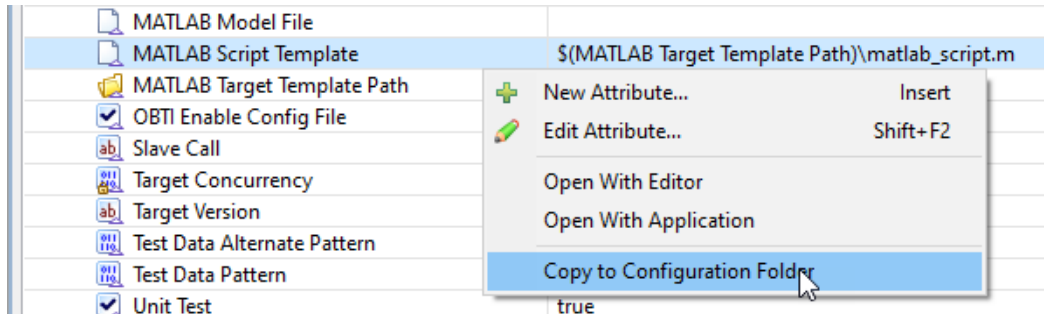 MATLAB Model File
MATLAB Script Template $(MATLAB Target Template Path)\matlab_script.m
MATLAB Target Template Path
New Attribute... Insert
OBTI Enable Config File
Edit Attribute... Shift+F2
ab Slave Call
Target Concurrency
Open With Editor
ab Target Version
Open With Application
Test Data Alternate Pattern
Test Data Pattern
Copy to Configuration Folder
Unit Test true